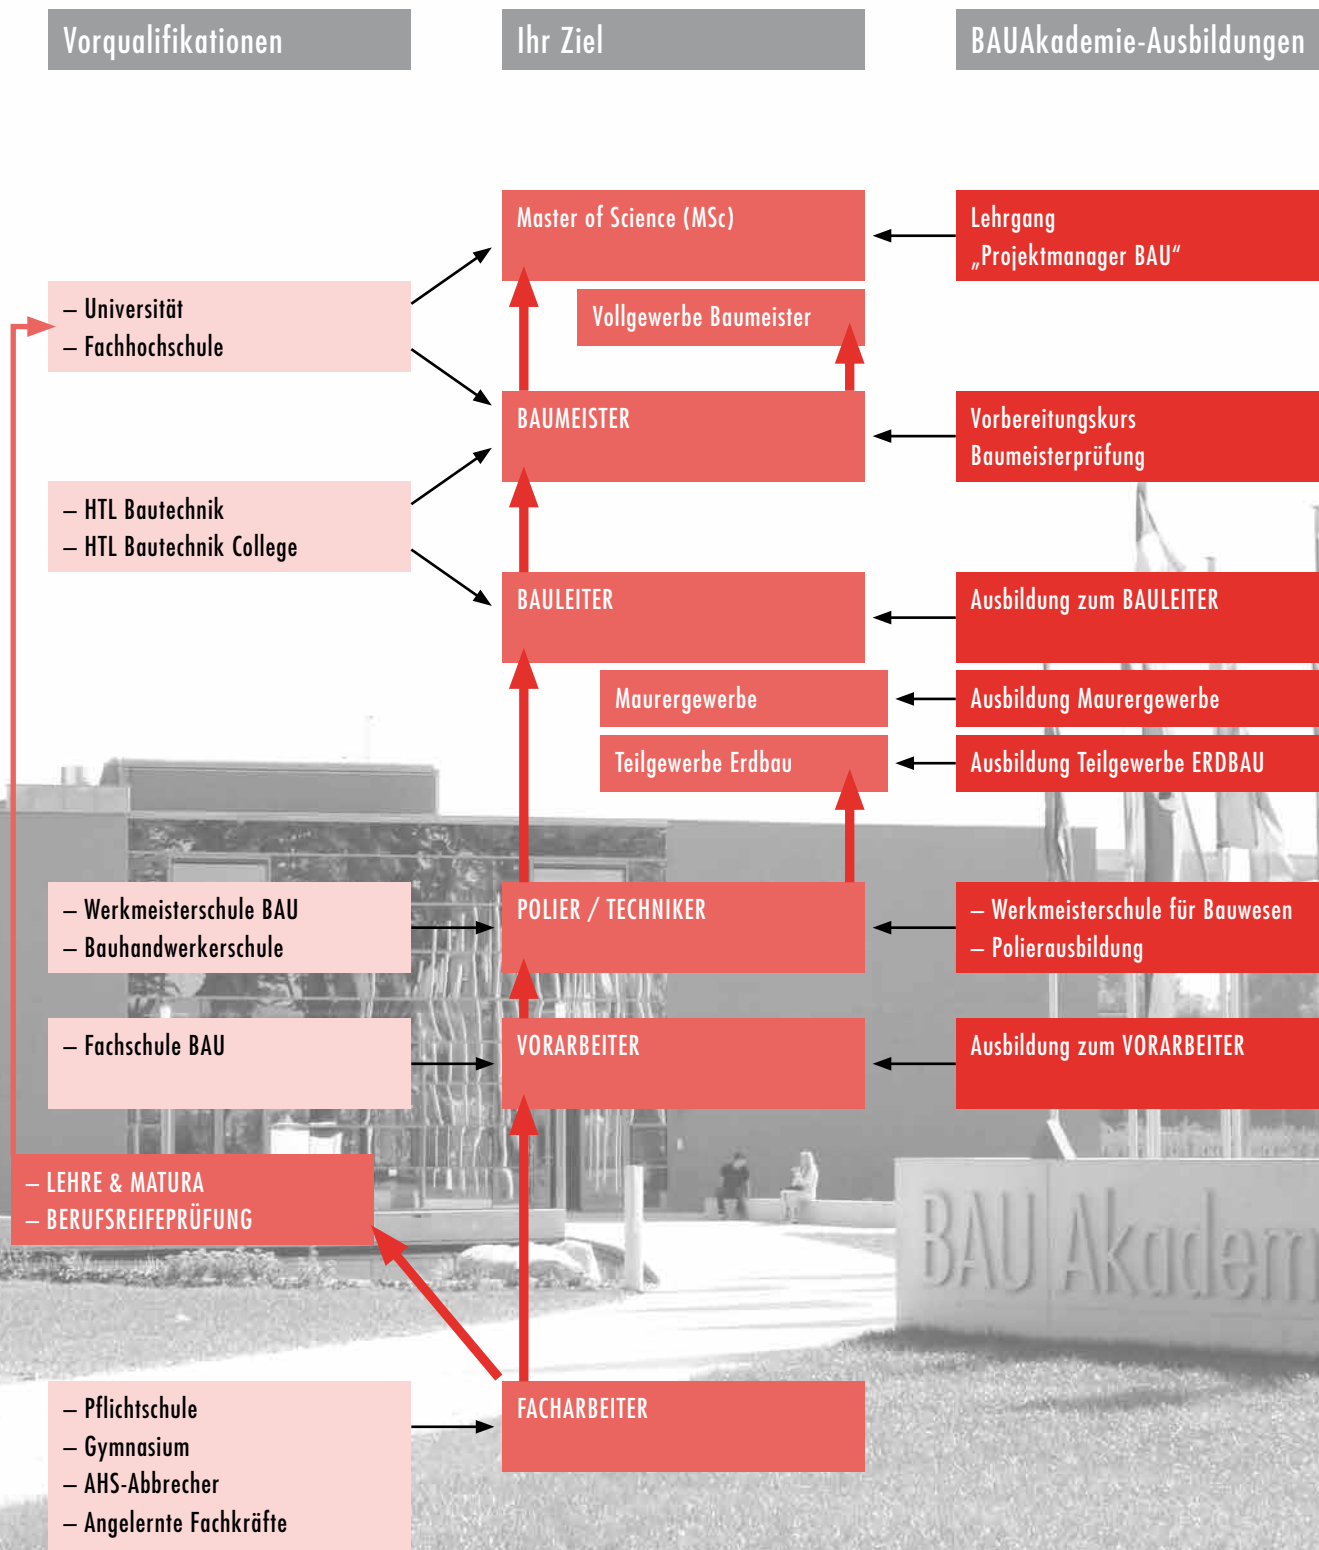 Vorqualifikationen
Ihr Ziel
BAUAkademie-Ausbildungen
Master of Science (MSc)
Lehrgang
„Projektmanager BAU“
– Universität
– Fachhochschule
Vollgewerbe Baumeister
BAUMEISTER
Vorbereitungskurs
Baumeisterprüfung
– HTL Bautechnik
– HTL Bautechnik College
BAULEITER
Ausbildung zum BAULEITER
Maurergewerbe
Ausbildung Maurergewerbe
Teilgewerbe Erdbau
Ausbildung Teilgewerbe ERDBAU
– Werkmeisterschule BAU
– Bauhandwerkerschule
POLIER / TECHNIKER
– Werkmeisterschule für Bauwesen
– Polierausbildung
– Fachschule BAU
VORARBEITER
Ausbildung zum VORARBEITER
– LEHRE & MATURA
– BERUFSREIFEPRÜFUNG
BAU Akadem
– Pflichtschule
– Gymnasium
– AHS-Abbrecher
– Angelernte Fachkräfte
FACHARBEITER